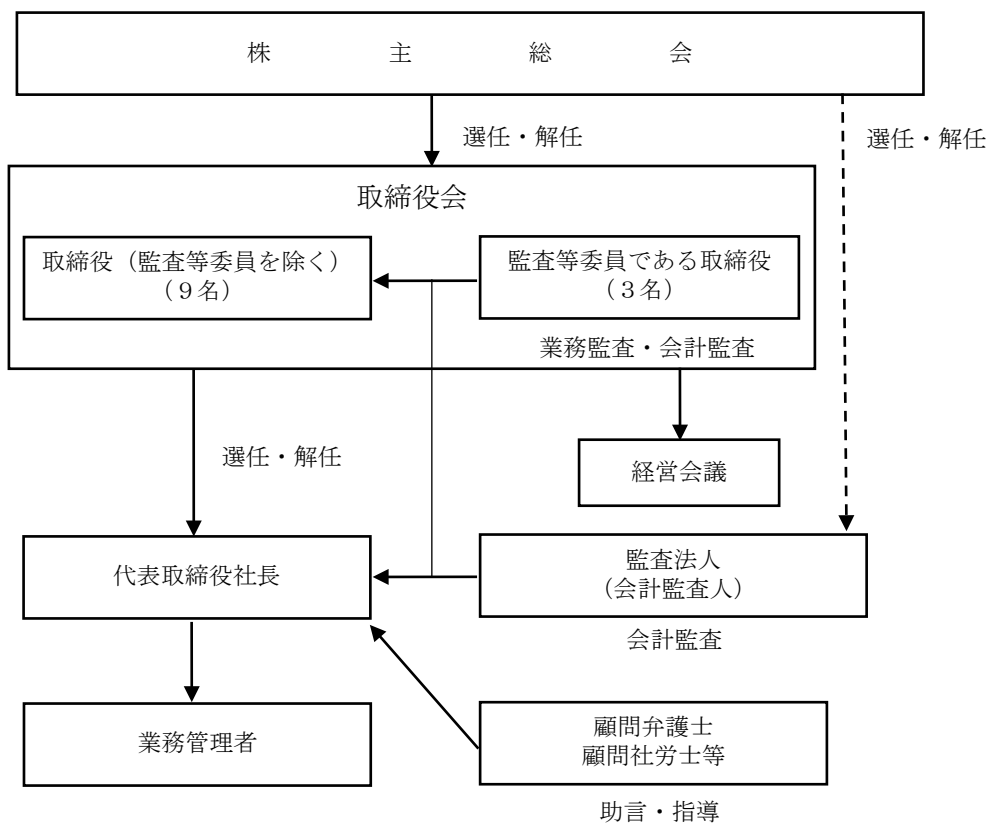 株主総会
選任・解任
選任・解任
取締役会
取締役（監査等委員を除く）
（９名）
監査等委員である取締役
（３名）
業務監査・会計監査
選任・解任
経営会議
代表取締役社長
監査法人
（会計監査人）
会計監査
業務管理者
顧問弁護士
顧問社労士等
助言・指導